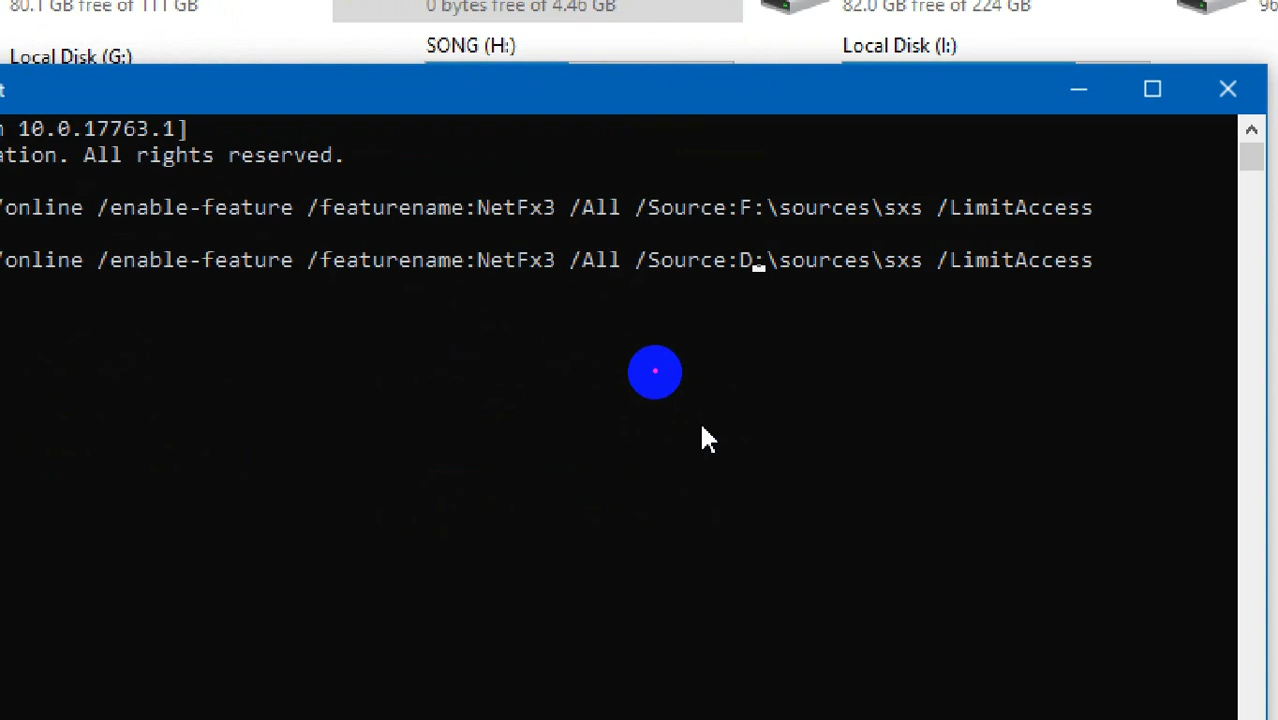 80.1 GB free of 111 GB
0 bytes free of 4.46 GB
82.0 GB free of 224 GB
96
Local Disk (G:)
SONG (H:)
Local Disk (I:)
t
n 10.0.17763.1]
ation. All rights reserved.
/online /enable-feature /featurename:NetFx3 /All /Source:F:\sources\sxs /LimitAccess
/online /enable-feature /featurename:NetFx3 /All /Source:D:\sources\sxs /LimitAccess